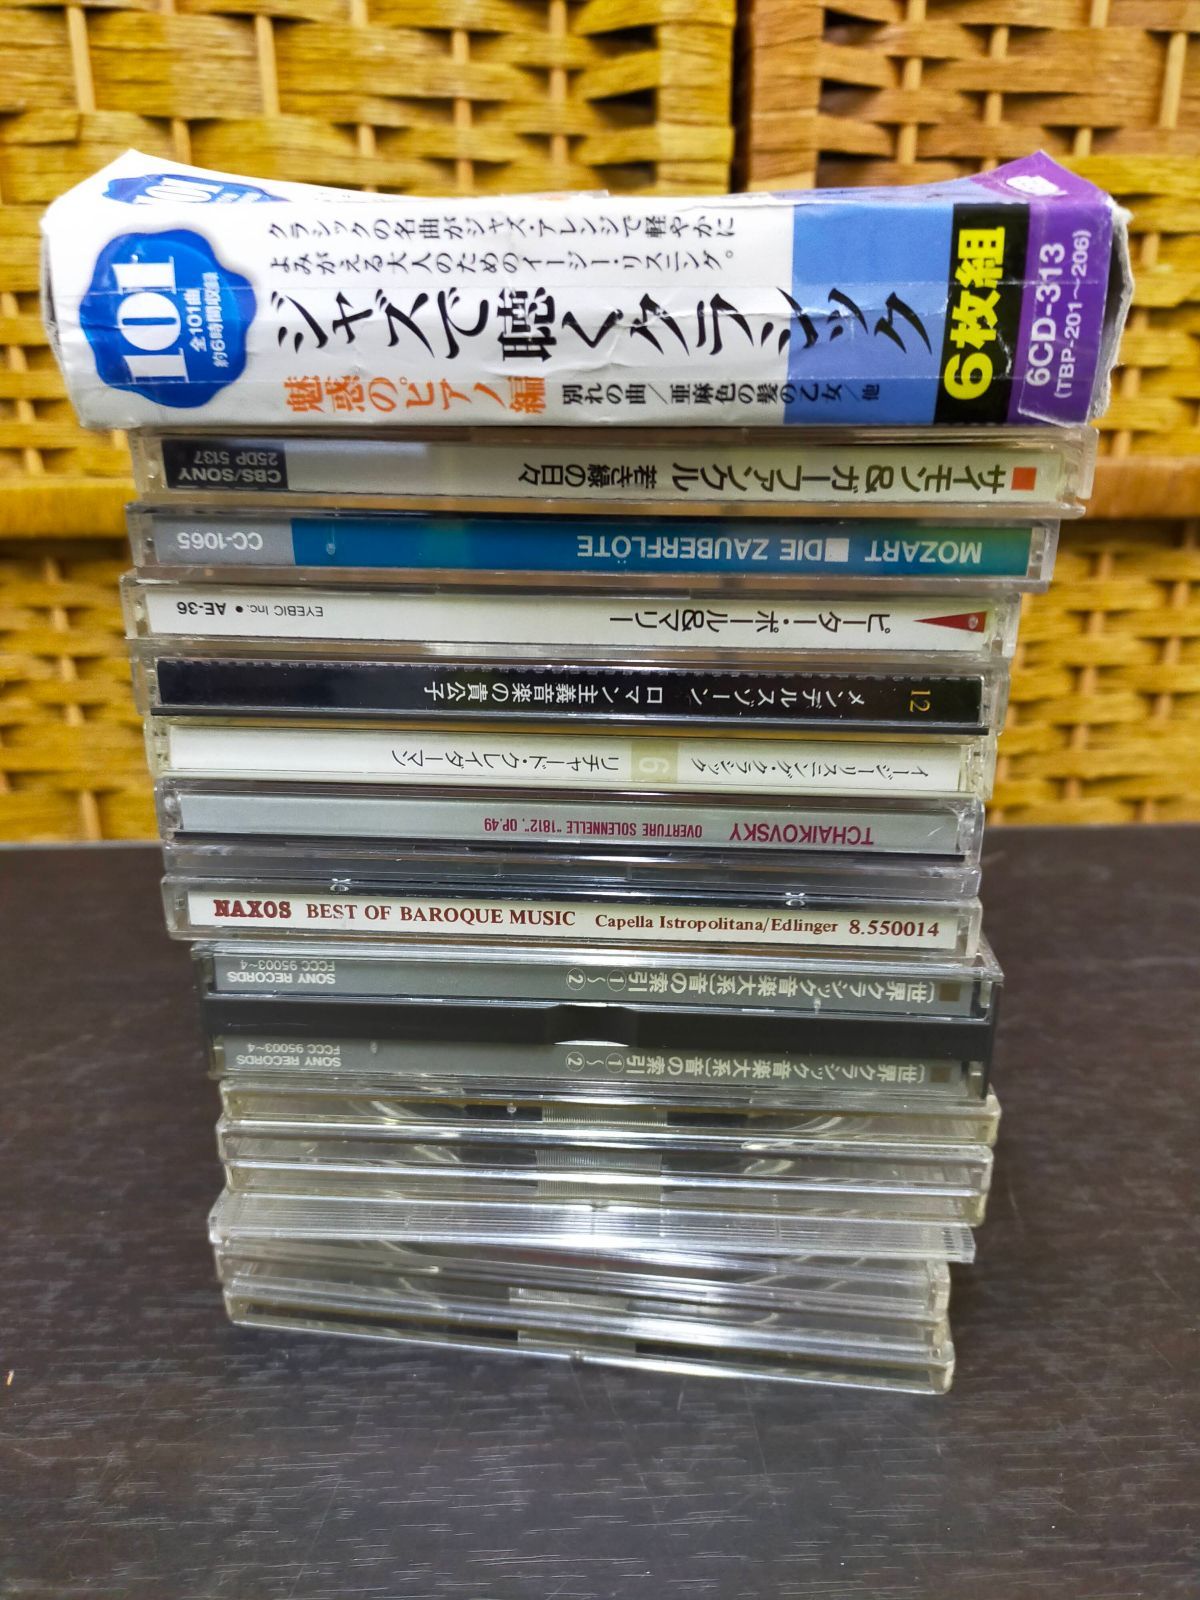 101
全101曲
約6時間収録
クラシックの名曲がジャズ・アレンジで軽やかに
よみがえる大人のためのイージー・リスニング。
ジャズで聴くクラシック
魅惑のピアノ編 別れの曲/亜麻色の髪の乙女/他
6枚組
6CD-313
(TBP-201~206)
サイモン&ガーファンクル 若き緑の日々
CBS/SONY
25DP 5137
MOZART DIE ZAUBERFLÖTE CC-1065
ピーター・ポール&マリー EYEBIC Inc. • AE-36
12 メンデルスゾーン ロマン主義音楽の貴公子
イージーリスニング・クラシック 6 リチャード・クレイダーマン
TCHAIKOVSKY OVERTURE SOLENNELLE "1812", OP.49
NAXOS BEST OF BAROQUE MUSIC Capella Istropolitana/Edlinger 8.550014
〔世界クラシック音楽大系〕音の索引①~② SONY RECORDS
FCCC 95003~4
〔世界クラシック音楽大系〕音の索引①~② SONY RECORDS
FCCC 95003~4